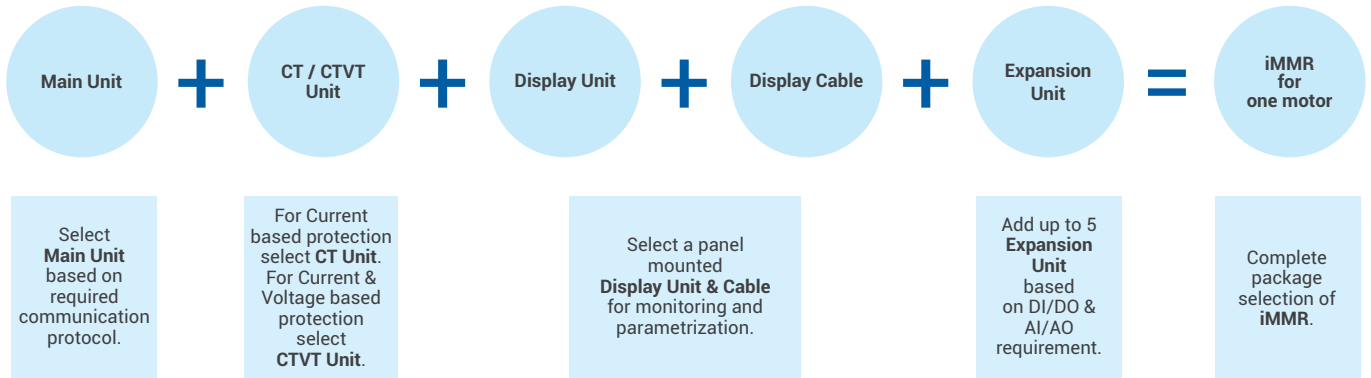 Main Unit
+
CT / CTVT
Unit
+
Display Unit
+
Display Cable
+
Expansion
Unit
=
iMMR
for
one motor
Select
Main Unit
based on
required
communication
protocol.
For Current
based protection
select CT Unit.
For Current &
Voltage based
protection
select
CTVT Unit.
Select a panel
mounted
Display Unit & Cable
for monitoring and
parametrization.
Add up to 5
Expansion
Unit
based
on DI/DO &
AI/AO
requirement.
Complete
package
selection of
iMMR.